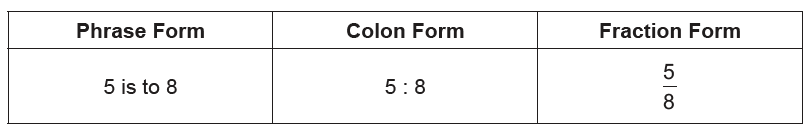 Phrase Form Colon Form Fraction Form
5 is to 8 5 : 8 5/8